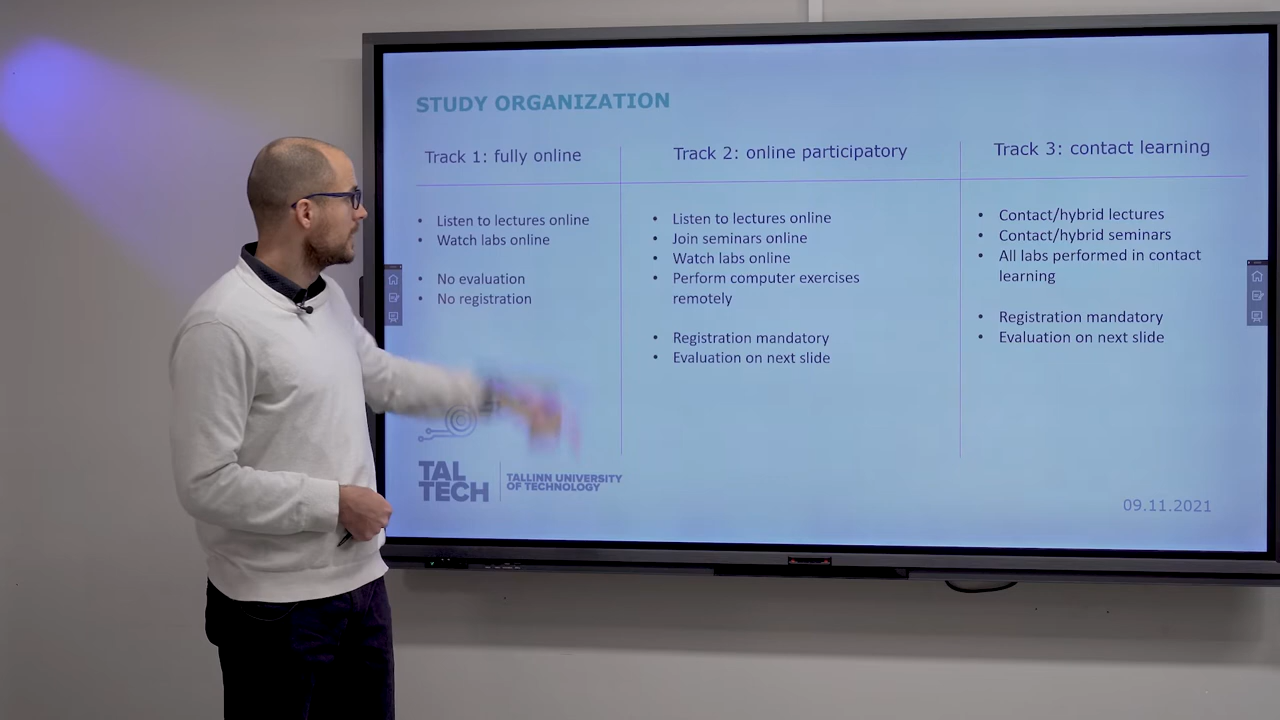 STUDY ORGANIZATION
Track 1: fully online
• Listen to lectures online
• Watch labs online
• No evaluation
• No registration
Track 2: online participatory
• Listen to lectures online
• Join seminars online
• Watch labs online
• Perform computer exercises
remotely
• Registration mandatory
• Evaluation on next slide
Track 3: contact learning
• Contact/hybrid lectures
• Contact/hybrid seminars
• All labs performed in contact
learning
• Registration mandatory
• Evaluation on next slide
TAL
TECH
TALLINN UNIVERSITY
OF TECHNOLOGY
09.11.2021